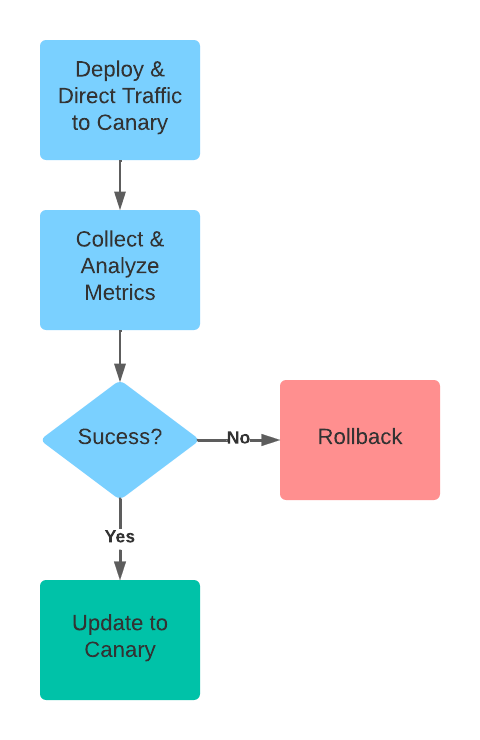 Deploy &
Direct Traffic
to Canary
Collect &
Analyze
Metrics
Sucess?
No
Rollback
Yes
Update to
Canary